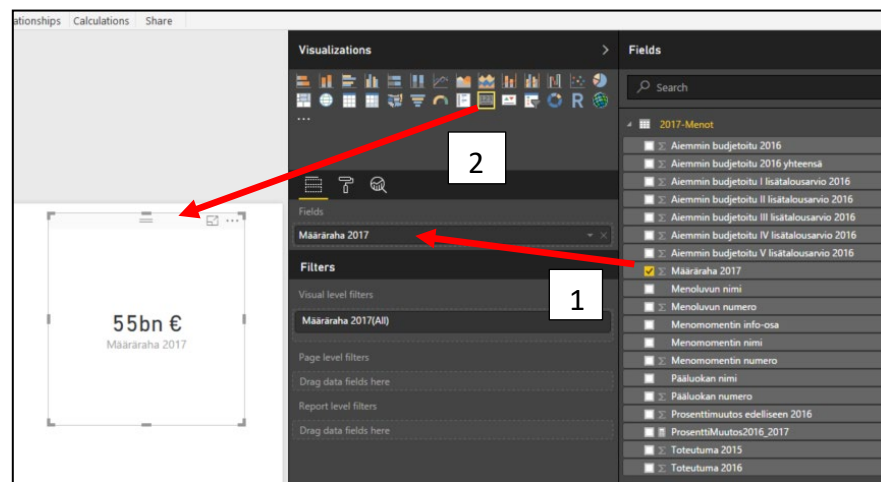 ationships Calculations Share
Visualizations
Fields
Search
R
2
2017-Menot
Aiemmin budjetoitu 2016
Aiemmin budjetoitu 2016 yhteensä
Aiemmin budjetoitu I lisätalousarvio 2016
Aiemmin budjetoitu II lisätalousarvio 2016
Aiemmin budjetoitu III lisätalousarvio 2016
Aiemmin budjetoitu IV lisätalousarvio 2016
Aiemmin budjetoitu V lisätalousarvio 2016
Määräraha 2017
Menoluvun nimi
Menoluvun numero
Menomomentin info-osa
Menomomentin nimi
Menomomentin numero
Pääluokan nimi
Pääluokan numero
Prosenttimuutos edelliseen 2016
ProsenttiMuutos2016_2017
Toteutuma 2015
Toteutuma 2016
Fields
Määräraha 2017
1
Filters
Visual level filters
Määräraha 2017(All)
Page level filters
Drag data fields here
Report level filters
Drag data fields here
55bn €
Määräraha 2017